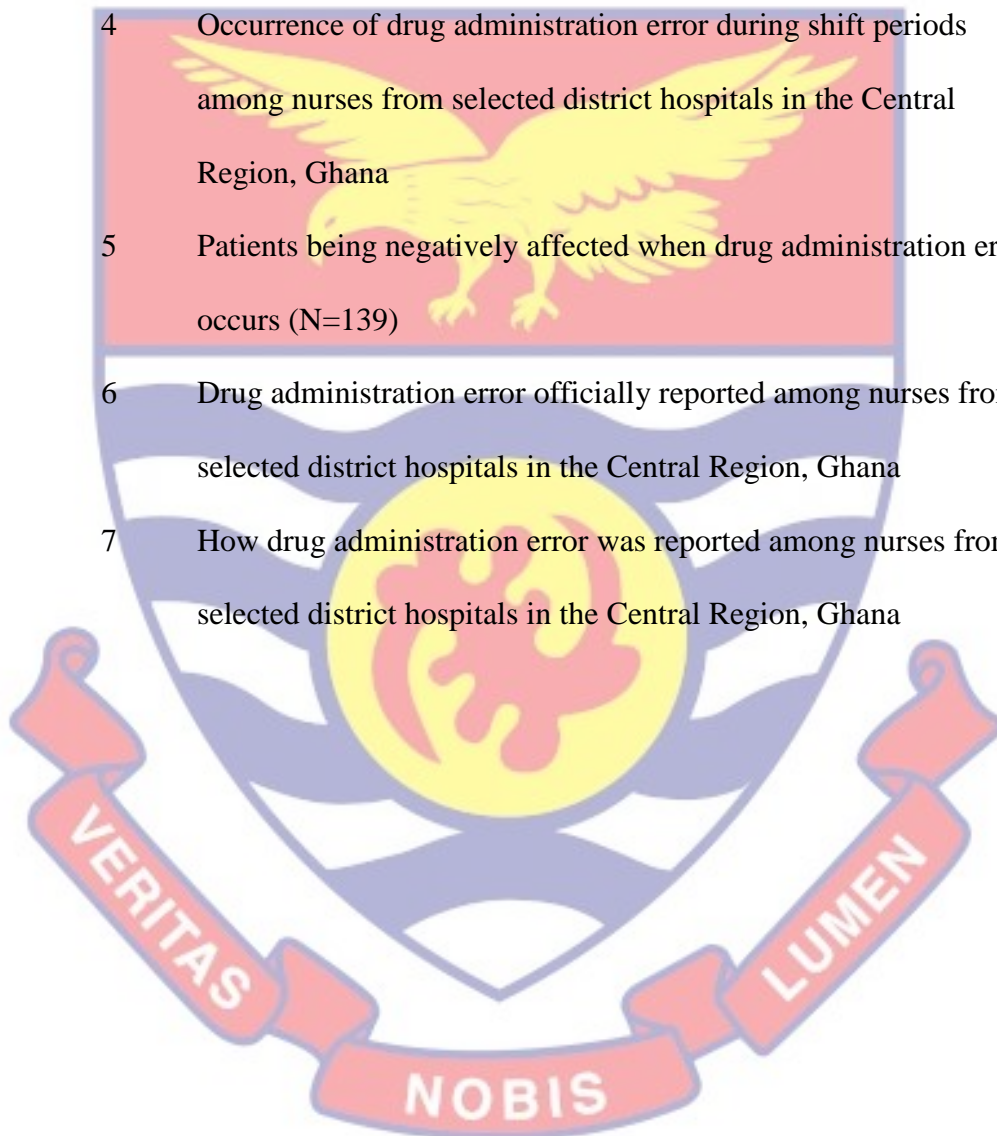 4 Occurrence of drug administration error during shift periods
among nurses from selected district hospitals in the Central
Region, Ghana
5 Patients being negatively affected when drug administration er
occurs (N=139)
6 Drug administration error officially reported among nurses from
selected district hospitals in the Central Region, Ghana
7 How drug administration error was reported among nurses from
selected district hospitals in the Central Region, Ghana
VERITAS
NOBIS
LUMEN